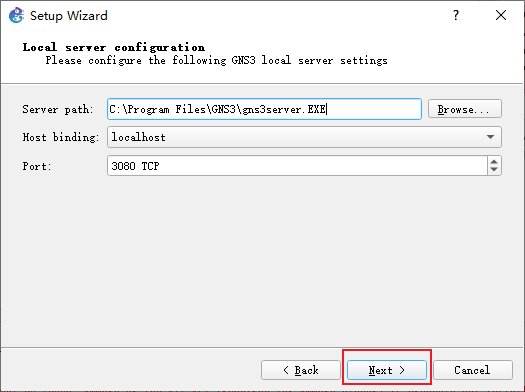 Setup Wizard
Local server configuration
Please configure the following GNS3 local server settings
Server path: C:\Program Files\GNS3\gns3server.EXE Browse...
Host binding: localhost
Port: 3080 TCP
< Back Next > Cancel